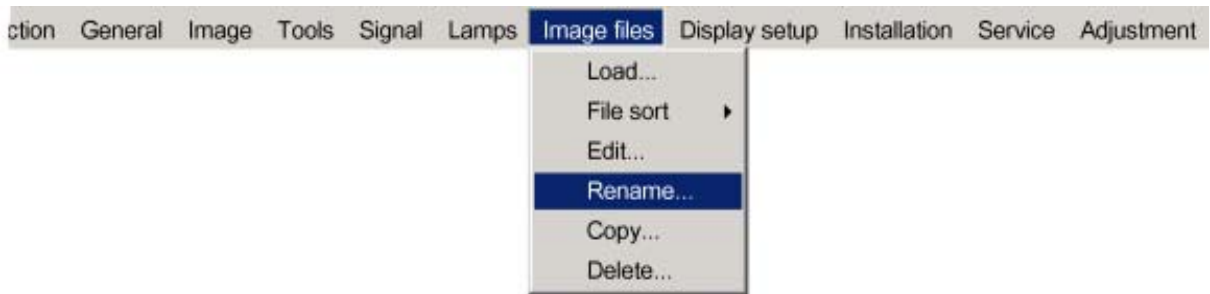 ction General Image Tools Signal Lamps Image files Display setup Installation Service Adjustment
Load...
File sort
Edit...
Rename...
Copy...
Delete...